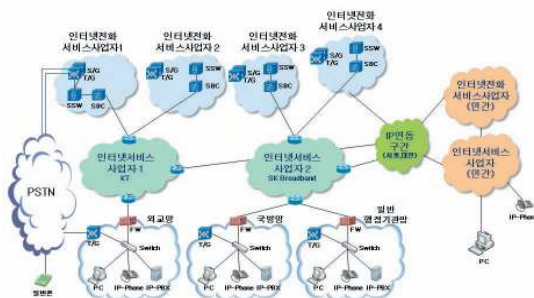 인터넷전화
서비스사업자1
인터넷전화
서비스사업자 2
인터넷전화
서비스사업자 3
인터넷전화
서비스사업자 4
S/G
T/G
SSW
SBC
S/G
T/G
SSW
SBC
S/G
T/G
SSW
SBC
S/G
T/G
SSW
SBC
인터넷전화
서비스사업자
(민간)
IP연동
구간
(서울,대전)
인터넷서비스
사업자 1
KT
인터넷서비스
사업자 2
SK Broadband
인터넷서비스
사업자
(민간)
PSTN
외교망
국방망
일반
행정기관망
IP-Phone
PC
T/G
FW
Switch
PC
IP-Phone
IP-PBX
T/G
FW
Switch
PC
IP-Phone
IP-PBX
T/G
FW
Switch
PC
IP-Phone
IP-PBX
일반폰